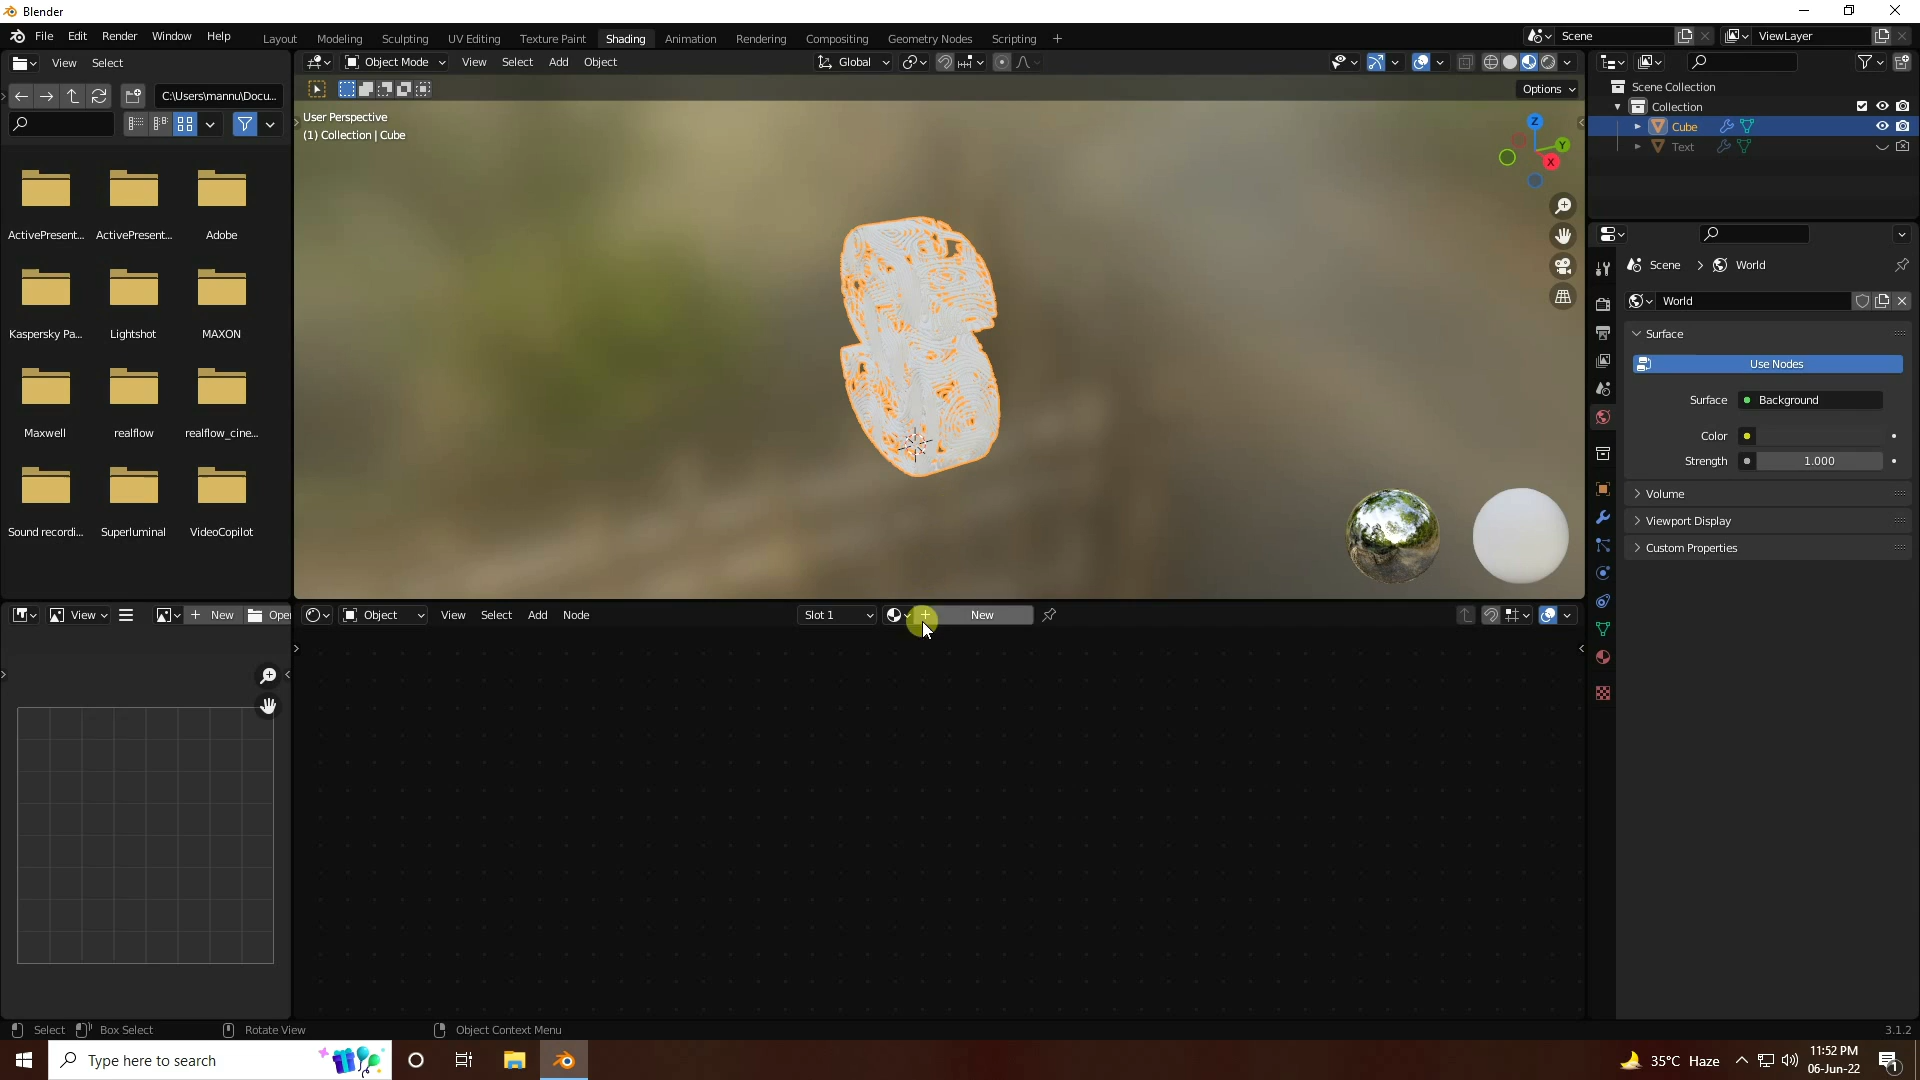 Blender
File Edit Render Window Help
Layout Modeling Sculpting UV Editing Texture Paint Shading Animation Rendering Compositing Geometry Nodes Scripting +
Scene
ViewLayer
View Select
Object Mode View Select Add Object
Global
C:\Users\mannu\Docu...
Options
User Perspective
(1) Collection | Cube
Z
Y
X
Scene Collection
Collection
Cube
Text
ActivePresent... ActivePresent... Adobe
Kaspersky Pa... Lightshot MAXON
Maxwell realflow realflow_cine...
Sound recordi... Superluminal VideoCopilot
Scene > World
World
Surface
Use Nodes
Surface Background
Color
Strength 1.000
Volume
Viewport Display
Custom Properties
View + New Oper
Object View Select Add Node
Slot 1
+ New
Select Box Select Rotate View Object Context Menu
3.1.2
Type here to search
35°C Haze
11:52 PM
06-Jun-22
1